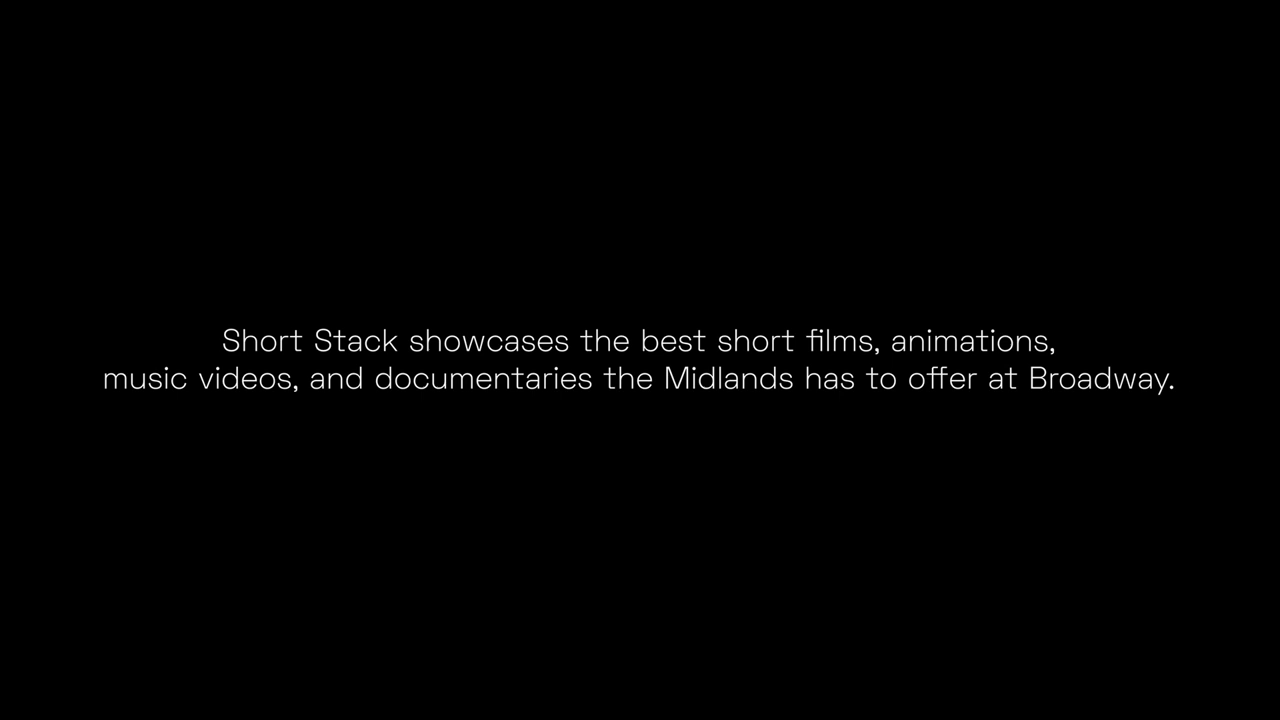 Short Stack showcases the best short films, animations,
music videos, and documentaries the Midlands has to offer at Broadway.